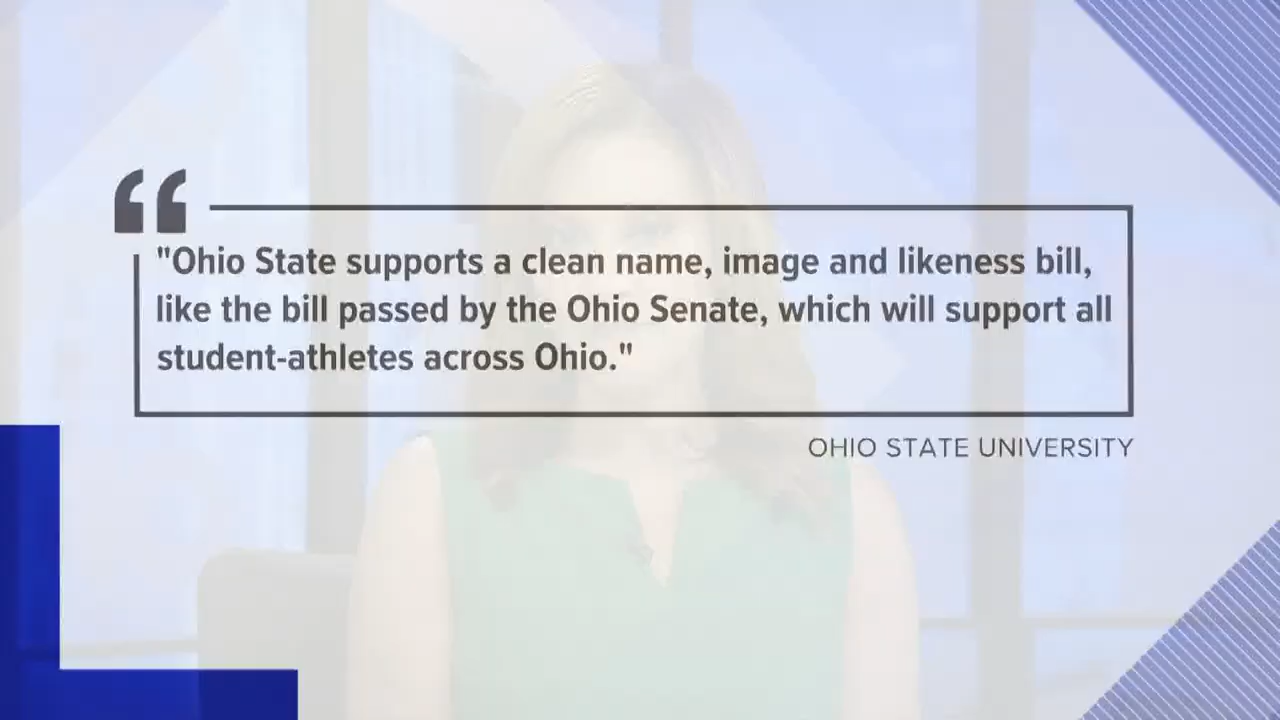 "Ohio State supports a clean name, image and likeness bill,
like the bill passed by the Ohio Senate, which will support all
student-athletes across Ohio."
OHIO STATE UNIVERSITY